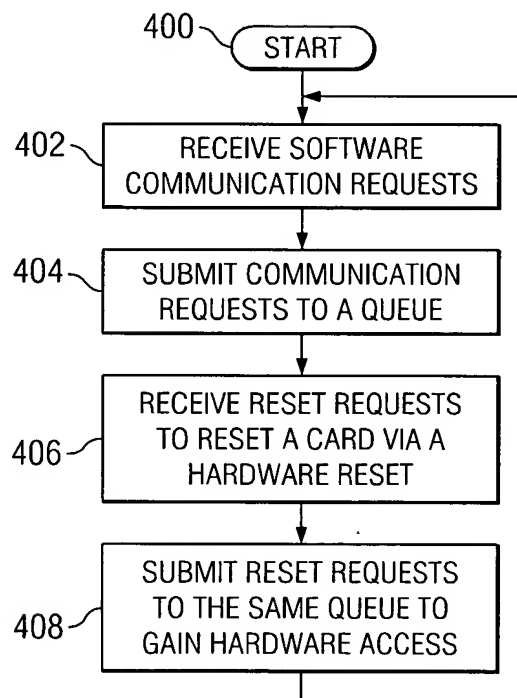 400
START
402
RECEIVE SOFTWARE
COMMUNICATION REQUESTS
404
SUBMIT COMMUNICATION
REQUESTS TO A QUEUE
406
RECEIVE RESET REQUESTS
TO RESET A CARD VIA A
HARDWARE RESET
408
SUBMIT RESET REQUESTS
TO THE SAME QUEUE TO
GAIN HARDWARE ACCESS